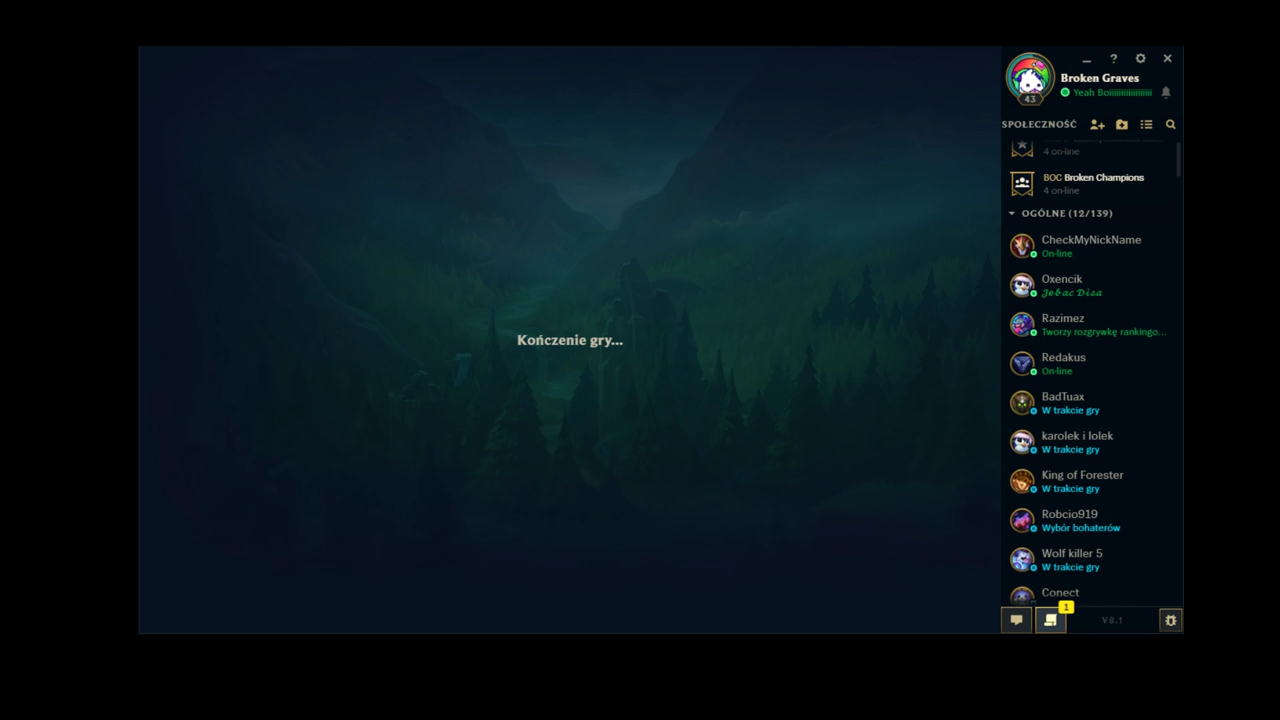 Broken Graves
43
Yeah Boiiiiiiiiiiiiiiiiii
SPOŁECZNOŚĆ
4 on-line
BOC Broken Champions
4 on-line
OGÓLNE (12/139)
CheckMyNickName
On-line
Oxencik
𝓙𝓮𝓫𝓪𝓬 𝓓𝓲𝓼𝓪
Razimez
Tworzy rozgrywkę rankingo...
Redakus
On-line
BadTuax
W trakcie gry
karolek i lolek
W trakcie gry
King of Forester
W trakcie gry
Robcio919
Wybór bohaterów
Wolf killer 5
W trakcie gry
Conect
1
V8.1
Kończenie gry...